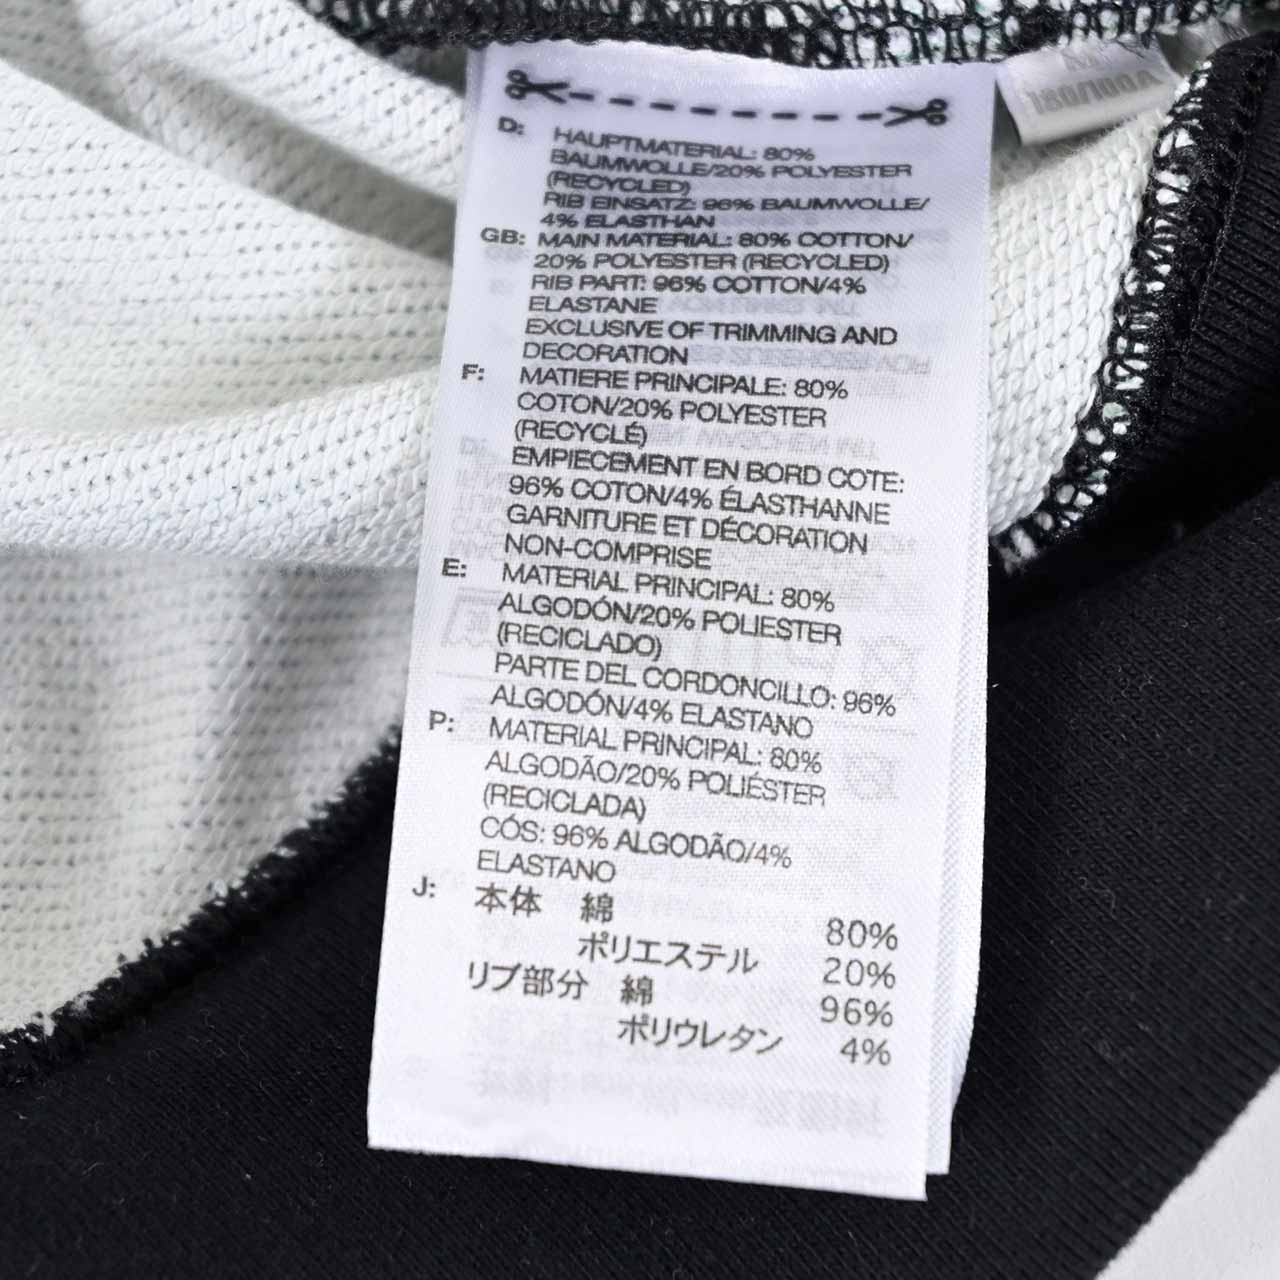 180/100A
D: HAUPTMATERIAL: 80%
BAUMWOLLE/20% POLYESTER
(RECYCLED)
RIB EINSATZ: 96% BAUMWOLLE/
4% ELASTHAN
GB: MAIN MATERIAL: 80% COTTON/
20% POLYESTER (RECYCLED)
RIB PART: 96% COTTON/4%
ELASTANE
EXCLUSIVE OF TRIMMING AND
DECORATION
F: MATIERE PRINCIPALE: 80%
COTON/20% POLYESTER
(RECYCLÉ)
EMPIECEMENT EN BORD COTE:
96% COTON/4% ÉLASTHANNE
GARNITURE ET DÉCORATION
NON-COMPRISE
E: MATERIAL PRINCIPAL: 80%
ALGODÓN/20% POLIESTER
(RECICLADO)
PARTE DEL CORDONCILLO: 96%
ALGODÓN/4% ELASTANO
P: MATERIAL PRINCIPAL: 80%
ALGODÃO/20% POLIÉSTER
(RECICLADA)
CÓS: 96% ALGODÃO/4%
ELASTANO
J: 本体 綿 80%
ポリエステル 20%
リブ部分 綿 96%
ポリウレタン 4%